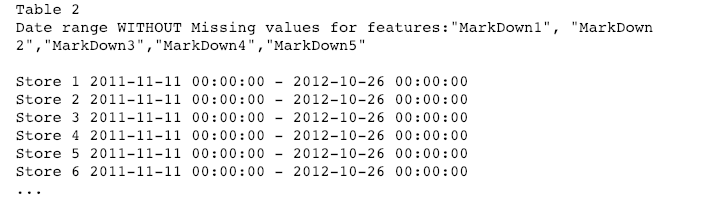 Table 2
Date range WITHOUT Missing values for features:"MarkDown1", "MarkDown
2","MarkDown3","MarkDown4","MarkDown5"
Store 1 2011-11-11 00:00:00 - 2012-10-26 00:00:00
Store 2 2011-11-11 00:00:00 - 2012-10-26 00:00:00
Store 3 2011-11-11 00:00:00 - 2012-10-26 00:00:00
Store 4 2011-11-11 00:00:00 - 2012-10-26 00:00:00
Store 5 2011-11-11 00:00:00 - 2012-10-26 00:00:00
Store 6 2011-11-11 00:00:00 - 2012-10-26 00:00:00
...